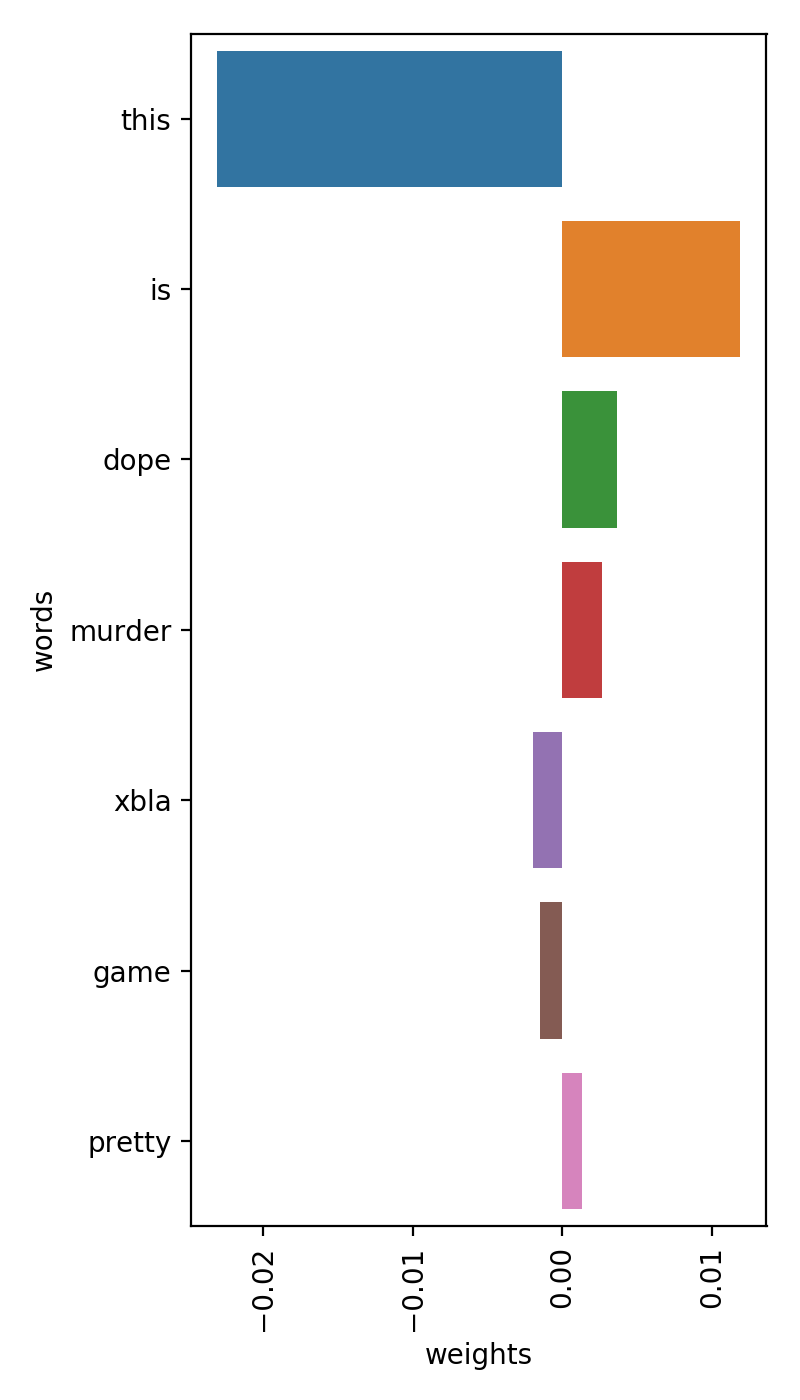 this
is
dope
murder
xbla
game
pretty
words
−0.02
−0.01
0.00
0.01
weights